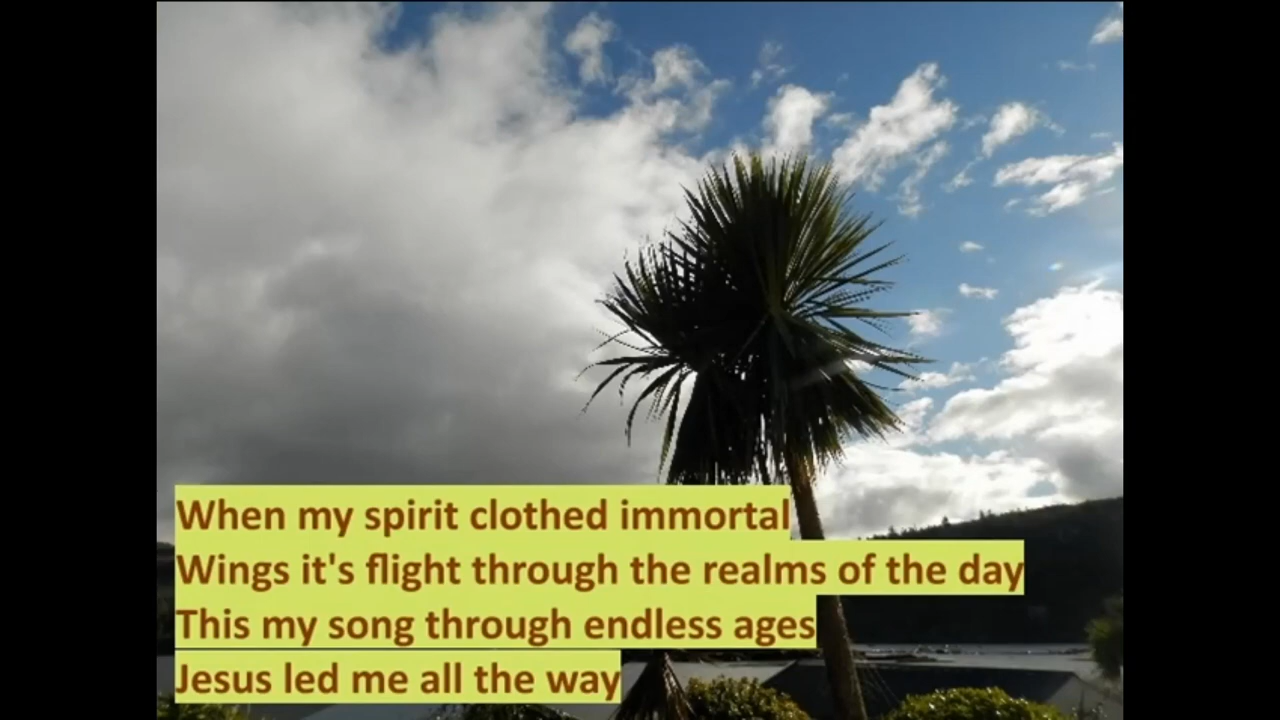 When my spirit clothed immortal
Wings it's flight through the realms of the day
This my song through endless ages
Jesus led me all the way